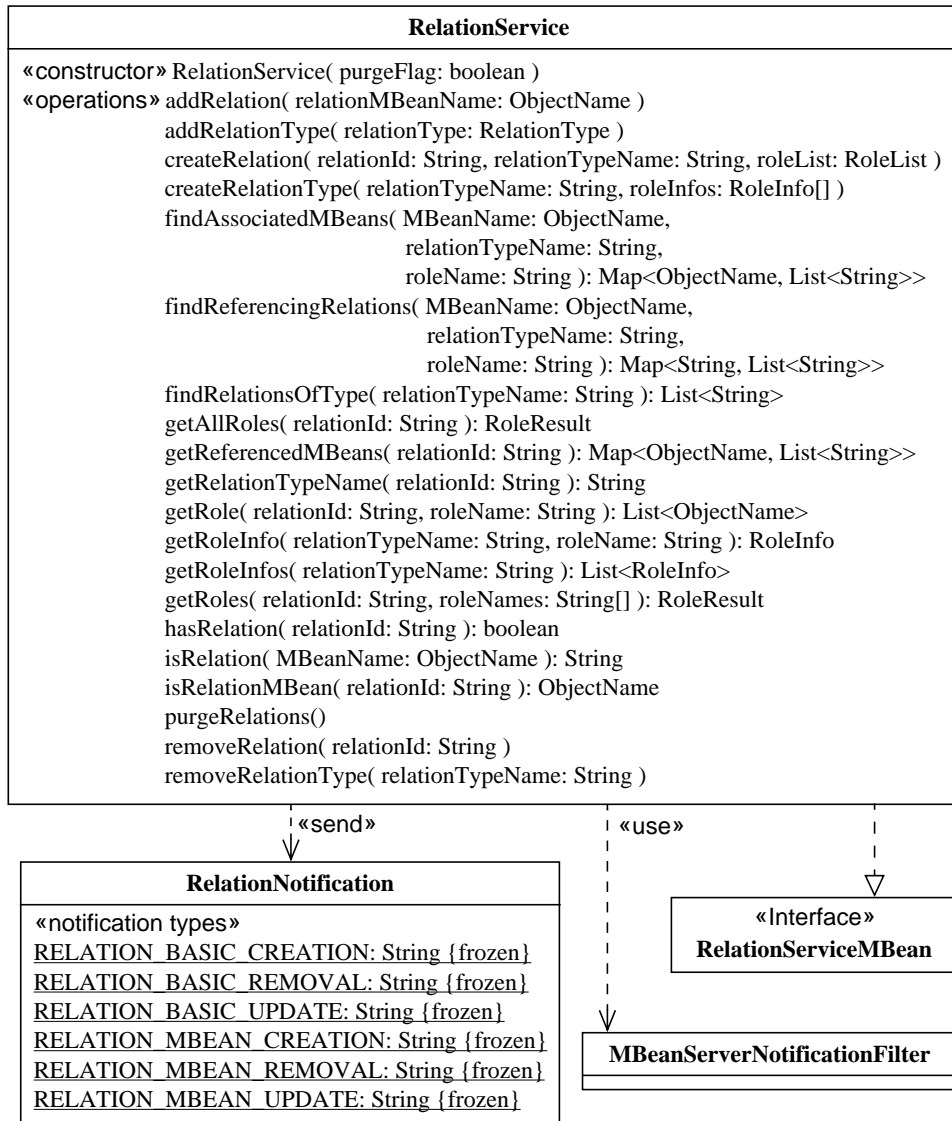 RelationService
«constructor» RelationService( purgeFlag: boolean )
«operations» addRelation( relationMBeanName: ObjectName )
addRelationType( relationType: RelationType )
createRelation( relationId: String, relationTypeName: String, roleList: RoleList )
createRelationType( relationTypeName: String, roleInfos: RoleInfo[] )
findAssociatedMBeans( MBeanName: ObjectName,
relationTypeName: String,
roleName: String ): Map<ObjectName, List<String>>
findReferencingRelations( MBeanName: ObjectName,
relationTypeName: String,
roleName: String ): Map<String, List<String>>
findRelationsOfType( relationTypeName: String ): List<String>
getAllRoles( relationId: String ): RoleResult
getReferencedMBeans( relationId: String ): Map<ObjectName, List<String>>
getRelationTypeName( relationId: String ): String
getRole( relationId: String, roleName: String ): List<ObjectName>
getRoleInfo( relationTypeName: String, roleName: String ): RoleInfo
getRoleInfos( relationTypeName: String ): List<RoleInfo>
getRoles( relationId: String, roleNames: String[] ): RoleResult
hasRelation( relationId: String ): boolean
isRelation( MBeanName: ObjectName ): String
isRelationMBean( relationId: String ): ObjectName
purgeRelations()
removeRelation( relationId: String )
removeRelationType( relationTypeName: String )
«send»
«use»
RelationNotification
«notification types»
RELATION_BASIC_CREATION: String {frozen}
RELATION_BASIC_REMOVAL: String {frozen}
RELATION_BASIC_UPDATE: String {frozen}
RELATION_MBEAN_CREATION: String {frozen}
RELATION_MBEAN_REMOVAL: String {frozen}
RELATION_MBEAN_UPDATE: String {frozen}
«Interface»
RelationServiceMBean
MBeanServerNotificationFilter